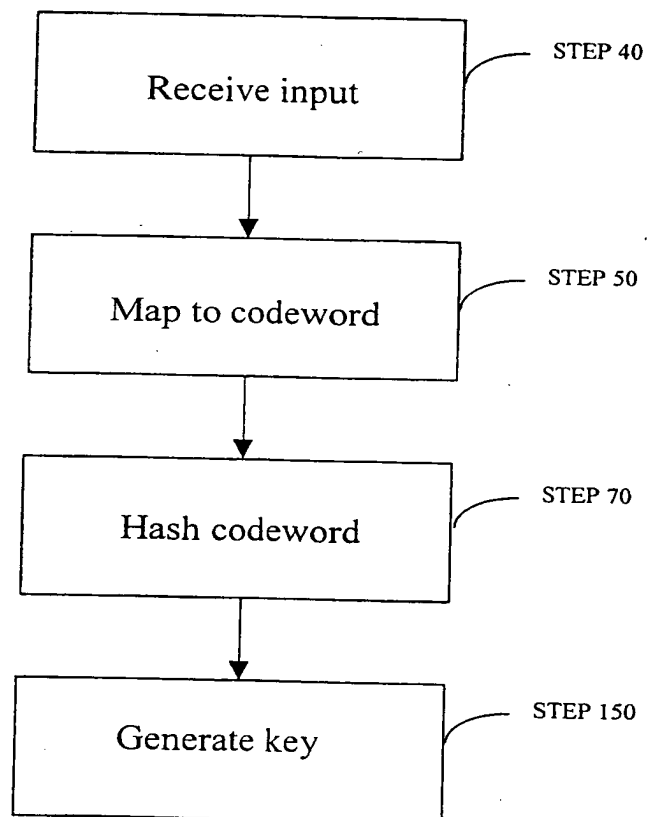 STEP 40
Receive input
STEP 50
Map to codeword
STEP 70
Hash codeword
STEP 150
Generate key